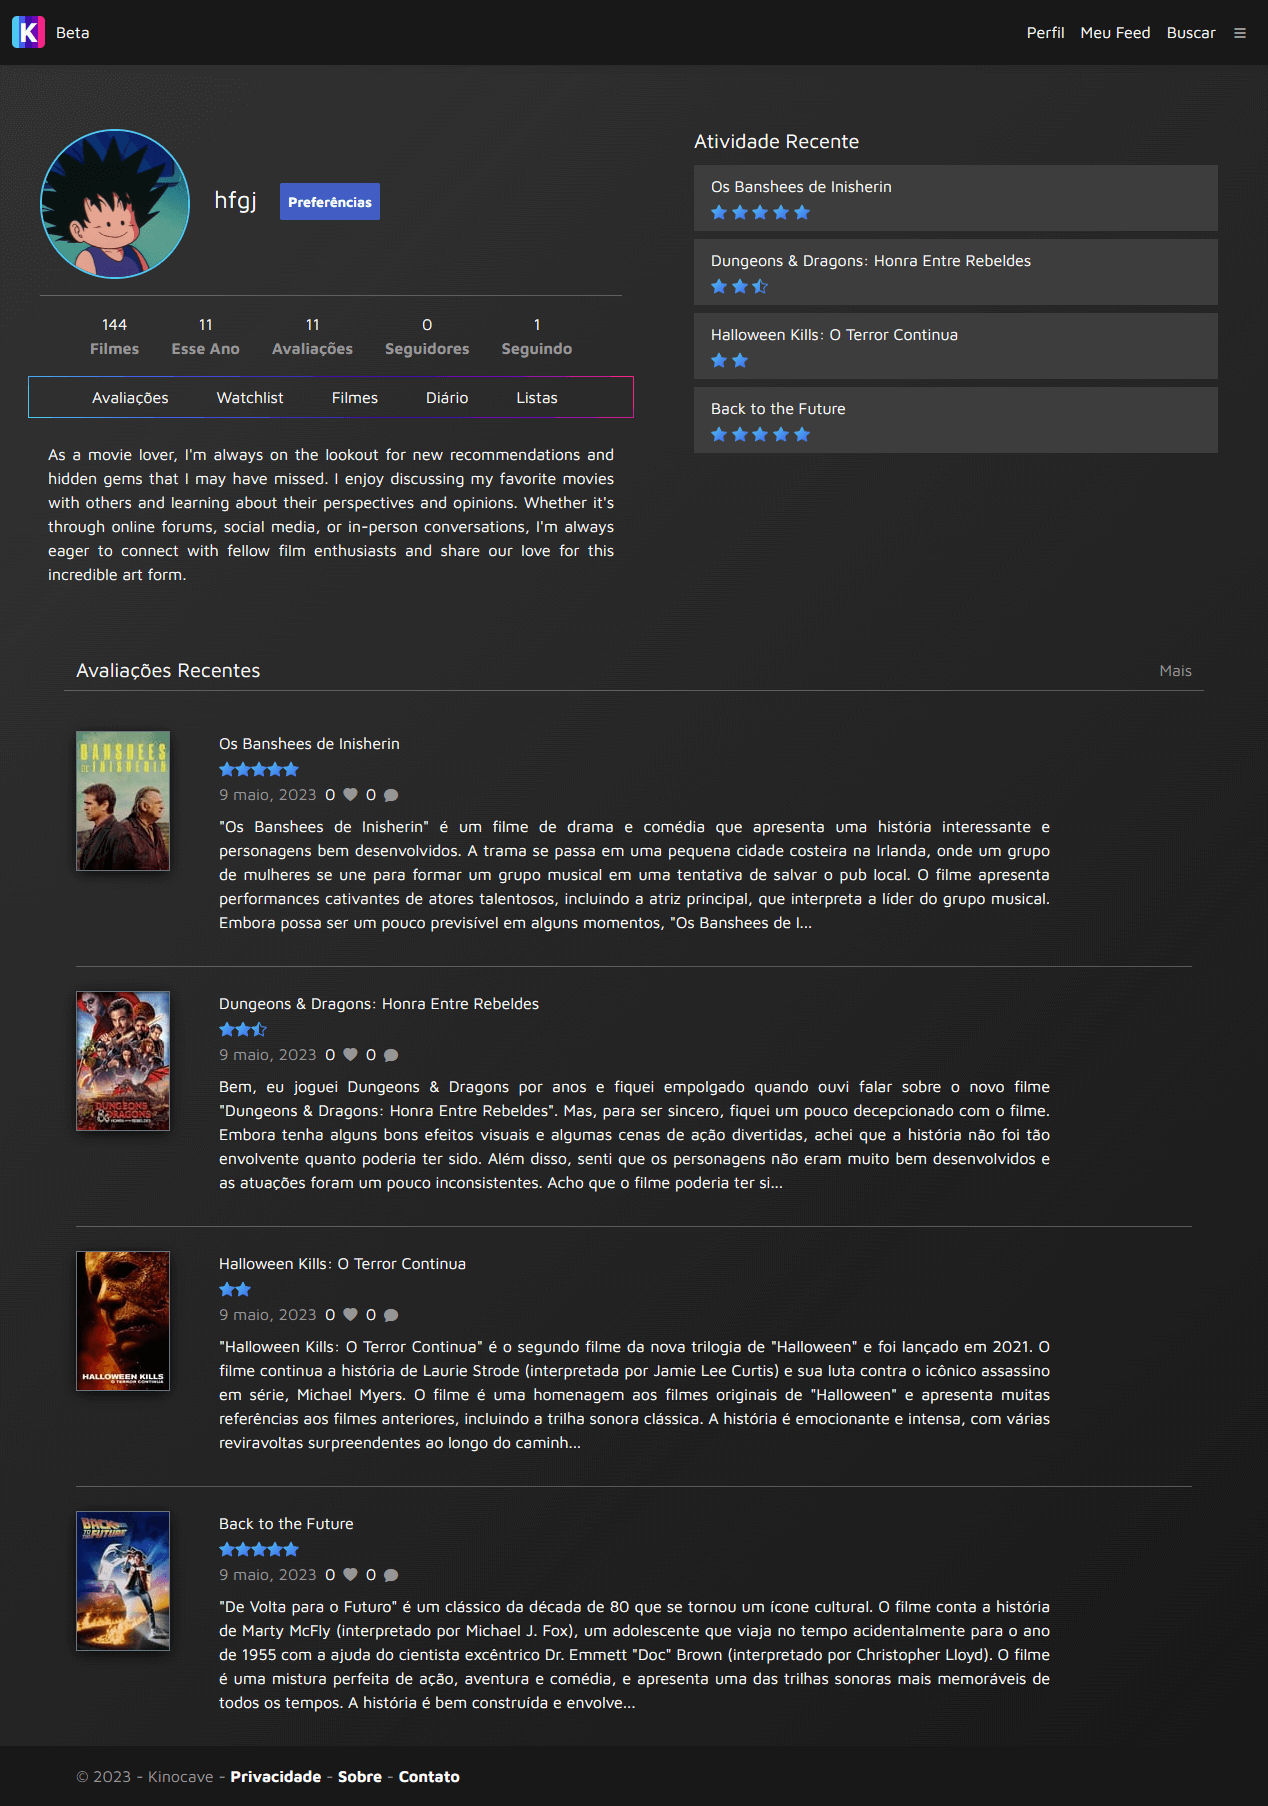 K Beta
Perfil Meu Feed Buscar
hfgj Preferências
144 11 11 0 1
Filmes Esse Ano Avaliações Seguidores Seguindo
Avaliações Watchlist Filmes Diário Listas
As a movie lover, I'm always on the lookout for new recommendations and
hidden gems that I may have missed. I enjoy discussing my favorite movies
with others and learning about their perspectives and opinions. Whether it's
through online forums, social media, or in-person conversations, I'm always
eager to connect with fellow film enthusiasts and share our love for this
incredible art form.
Atividade Recente
Os Banshees de Inisherin
Dungeons & Dragons: Honra Entre Rebeldes
Halloween Kills: O Terror Continua
Back to the Future
Avaliações Recentes Mais
BANSHEES
DE INISHERIN
Os Banshees de Inisherin
9 maio, 2023 0 0
"Os Banshees de Inisherin" é um filme de drama e comédia que apresenta uma história interessante e
personagens bem desenvolvidos. A trama se passa em uma pequena cidade costeira na Irlanda, onde um grupo
de mulheres se une para formar um grupo musical em uma tentativa de salvar o pub local. O filme apresenta
performances cativantes de atores talentosos, incluindo a atriz principal, que interpreta a líder do grupo musical.
Embora possa ser um pouco previsível em alguns momentos, "Os Banshees de I...
DUNGEONS
& DRAGONS
HONRA ENTRE REBELDES
Dungeons & Dragons: Honra Entre Rebeldes
9 maio, 2023 0 0
Bem, eu joguei Dungeons & Dragons por anos e fiquei empolgado quando ouvi falar sobre o novo filme
"Dungeons & Dragons: Honra Entre Rebeldes". Mas, para ser sincero, fiquei um pouco decepcionado com o filme.
Embora tenha alguns bons efeitos visuais e algumas cenas de ação divertidas, achei que a história não foi tão
envolvente quanto poderia ter sido. Além disso, senti que os personagens não eram muito bem desenvolvidos e
as atuações foram um pouco inconsistentes. Acho que o filme poderia ter si...
HALLOWEEN KILLS
O TERROR CONTINUA
Halloween Kills: O Terror Continua
9 maio, 2023 0 0
"Halloween Kills: O Terror Continua" é o segundo filme da nova trilogia de "Halloween" e foi lançado em 2021. O
filme continua a história de Laurie Strode (interpretada por Jamie Lee Curtis) e sua luta contra o icônico assassino
em série, Michael Myers. O filme é uma homenagem aos filmes originais de "Halloween" e apresenta muitas
referências aos filmes anteriores, incluindo a trilha sonora clássica. A história é emocionante e intensa, com várias
reviravoltas surpreendentes ao longo do caminh...
BACK
TO THE FUTURE
Back to the Future
9 maio, 2023 0 0
"De Volta para o Futuro" é um clássico da década de 80 que se tornou um ícone cultural. O filme conta a história
de Marty McFly (interpretado por Michael J. Fox), um adolescente que viaja no tempo acidentalmente para o ano
de 1955 com a ajuda do cientista excêntrico Dr. Emmett "Doc" Brown (interpretado por Christopher Lloyd). O filme
é uma mistura perfeita de ação, aventura e comédia, e apresenta uma das trilhas sonoras mais memoráveis de
todos os tempos. A história é bem construída e envolve...
© 2023 - Kinocave - Privacidade - Sobre - Contato